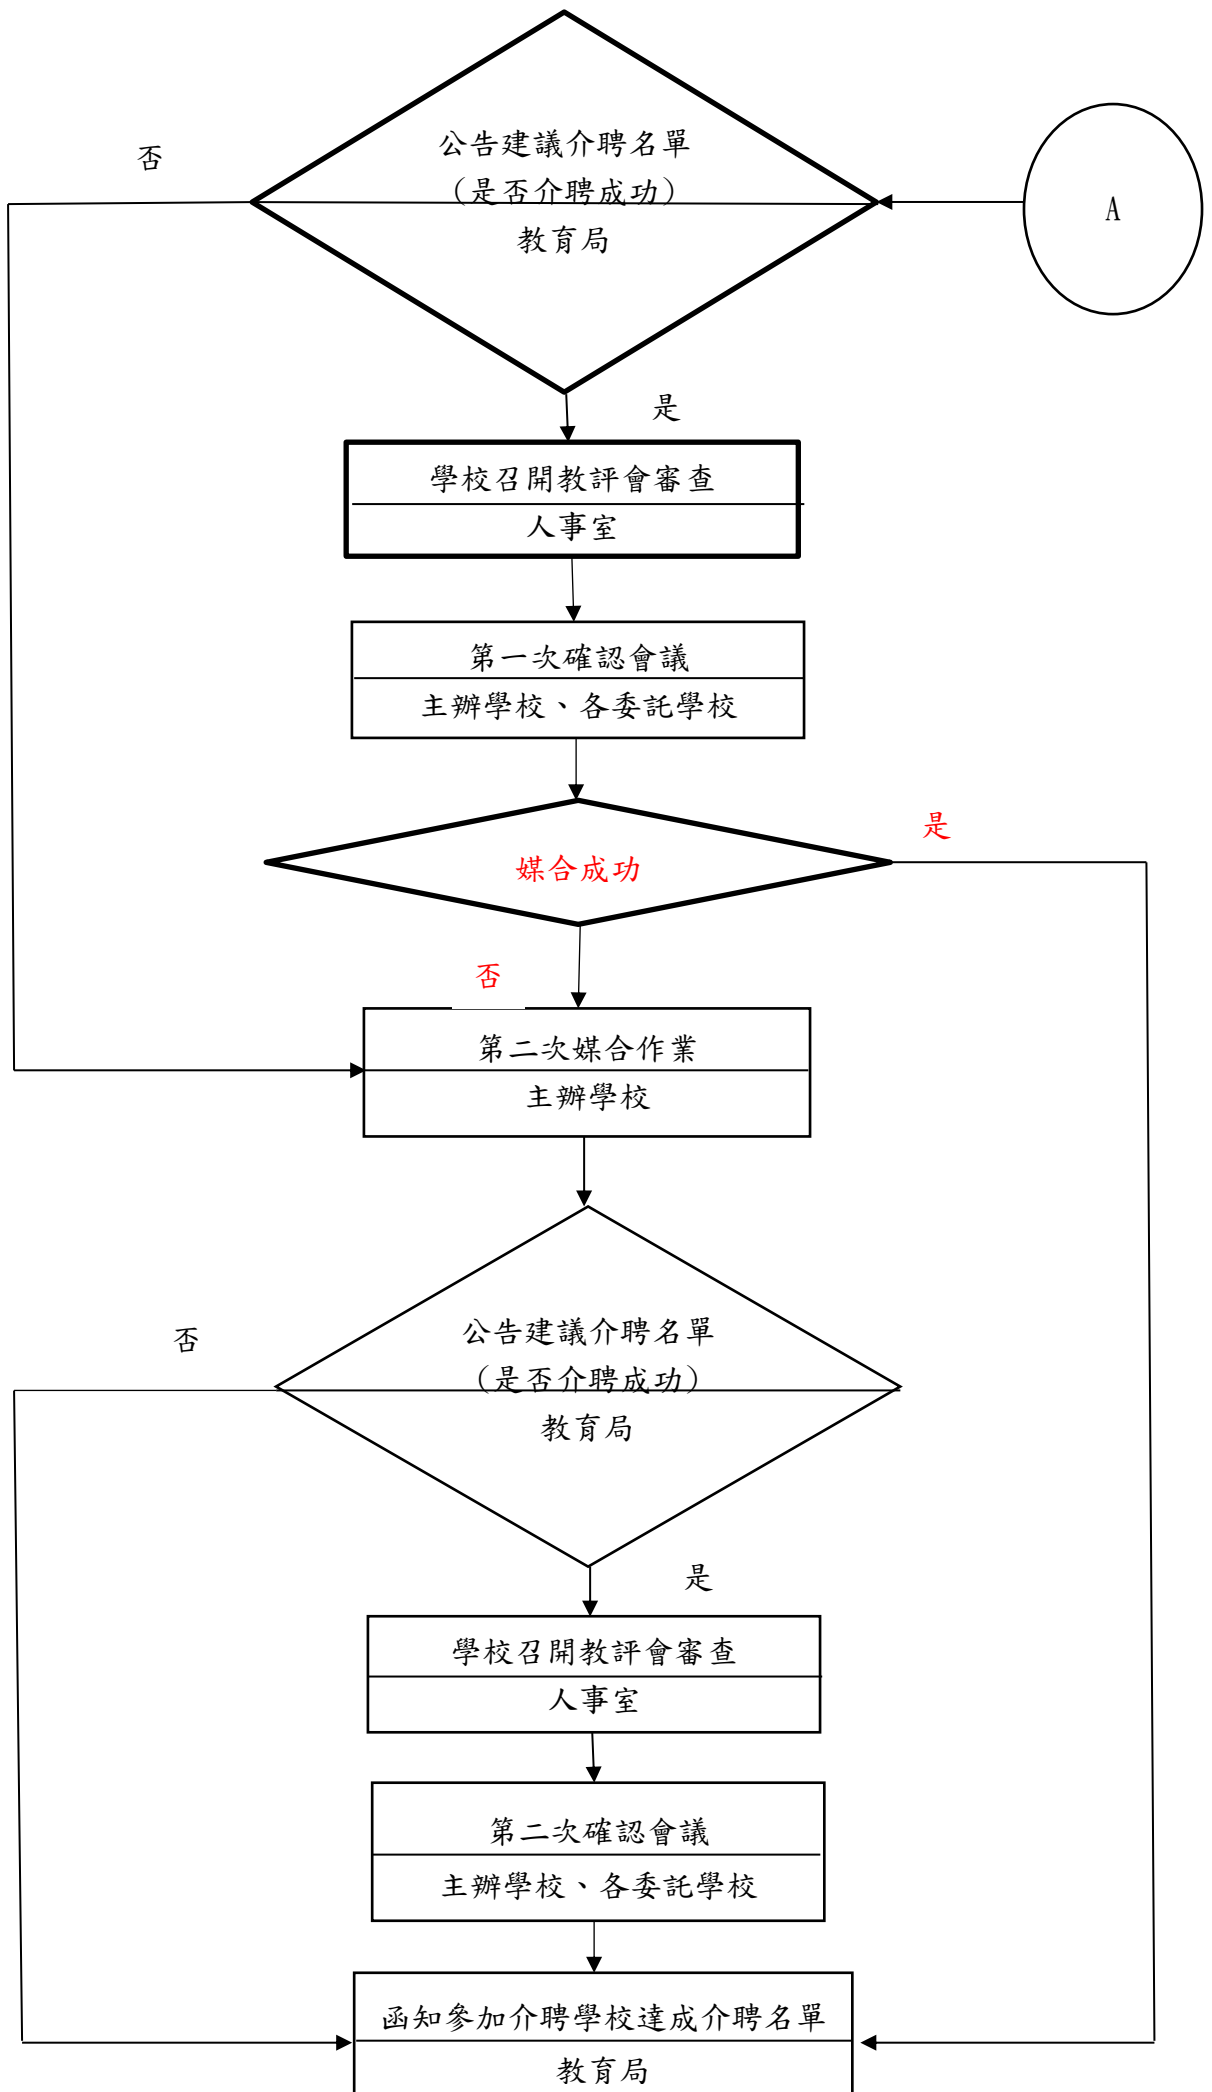 公告建議介聘名單
(是否介聘成功)
教育局
否
A
是
學校召開教評會審查
人事室
第一次確認會議
主辦學校、各委託學校
是
媒合成功
否
第二次媒合作業
主辦學校
公告建議介聘名單
(是否介聘成功)
教育局
否
是
學校召開教評會審查
人事室
第二次確認會議
主辦學校、各委託學校
函知參加介聘學校達成介聘名單
教育局